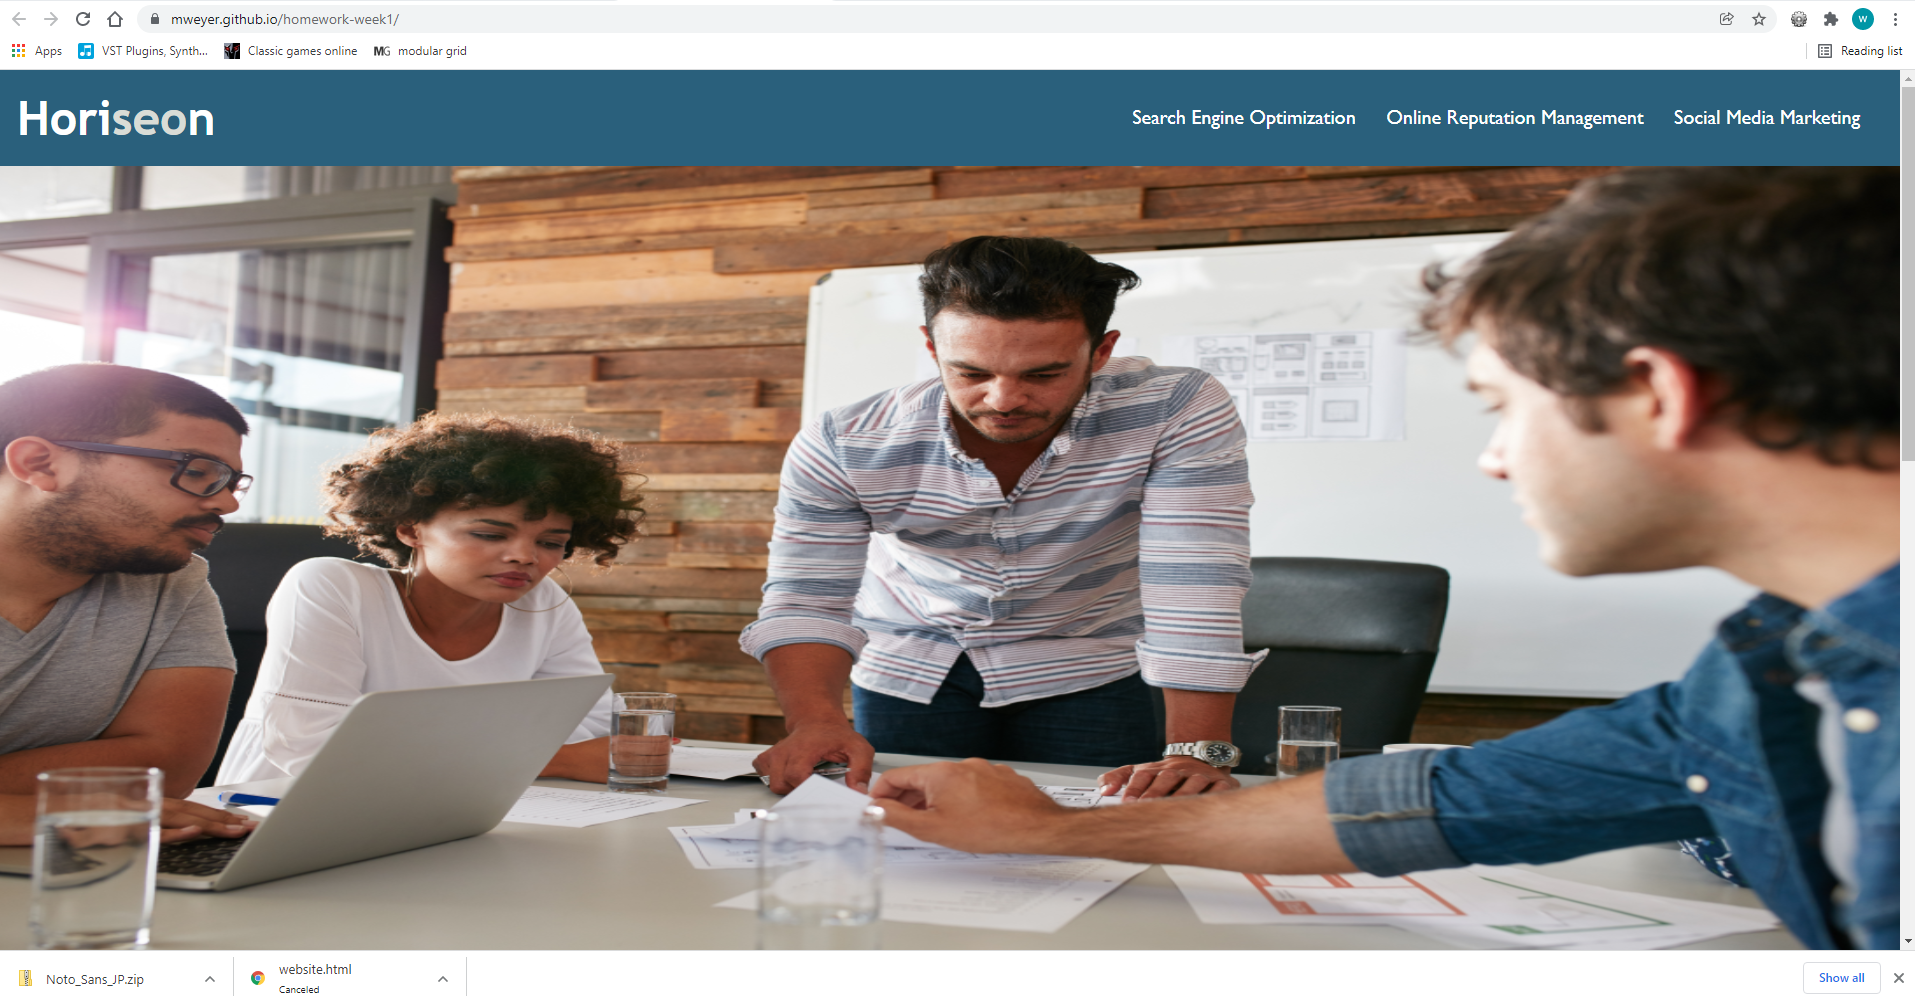 mweyer.github.io/homework-week1/
W
Apps
VST Plugins, Synth...
Classic games online
MG modular grid
Reading list
Horiseon
Search Engine Optimization
Online Reputation Management
Social Media Marketing
Noto_Sans_JP.zip
website.html
Canceled
Show all